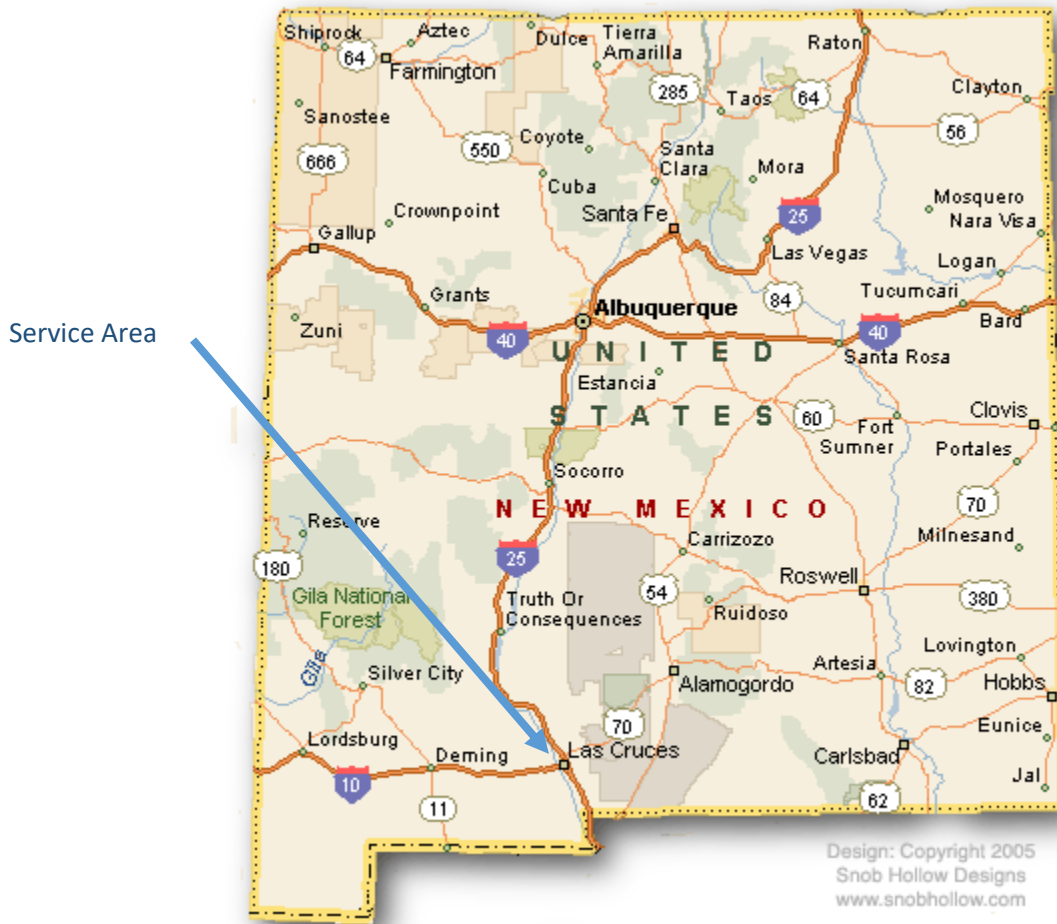 Shiprock
64
Aztec
Farmington
Dulce
Tierra
Amarilla
Raton
285
Taos
64
Clayton
Sanostee
666
550
Coyote
56
Santa
Clara
Mora
Cuba
Mosquero
Crownpoint
Santa Fe
25
Nara Visa
Gallup
Las Vegas
Logan
Grants
84
Tucumcari
Albuquerque
Zuni
40
40
Bard
Service Area
UNITED
Santa Rosa
Estancia
STATES
60
Clovis
Fort
Sumner
Portales
Socorro
70
NEW MEXICO
Reserve
Carrizozo
Milnesand
25
180
Roswell
54
380
Gila National
Forest
Truth Or
Consequences
Ruidoso
Lovington
Gila
Silver City
Artesia
Alamogordo
82
Hobbs
70
Eunice
Lordsburg
Deming
Las Cruces
Carlsbad
10
Jal
11
62
Design: Copyright 2005
Snob Hollow Designs
www.snobhollow.com